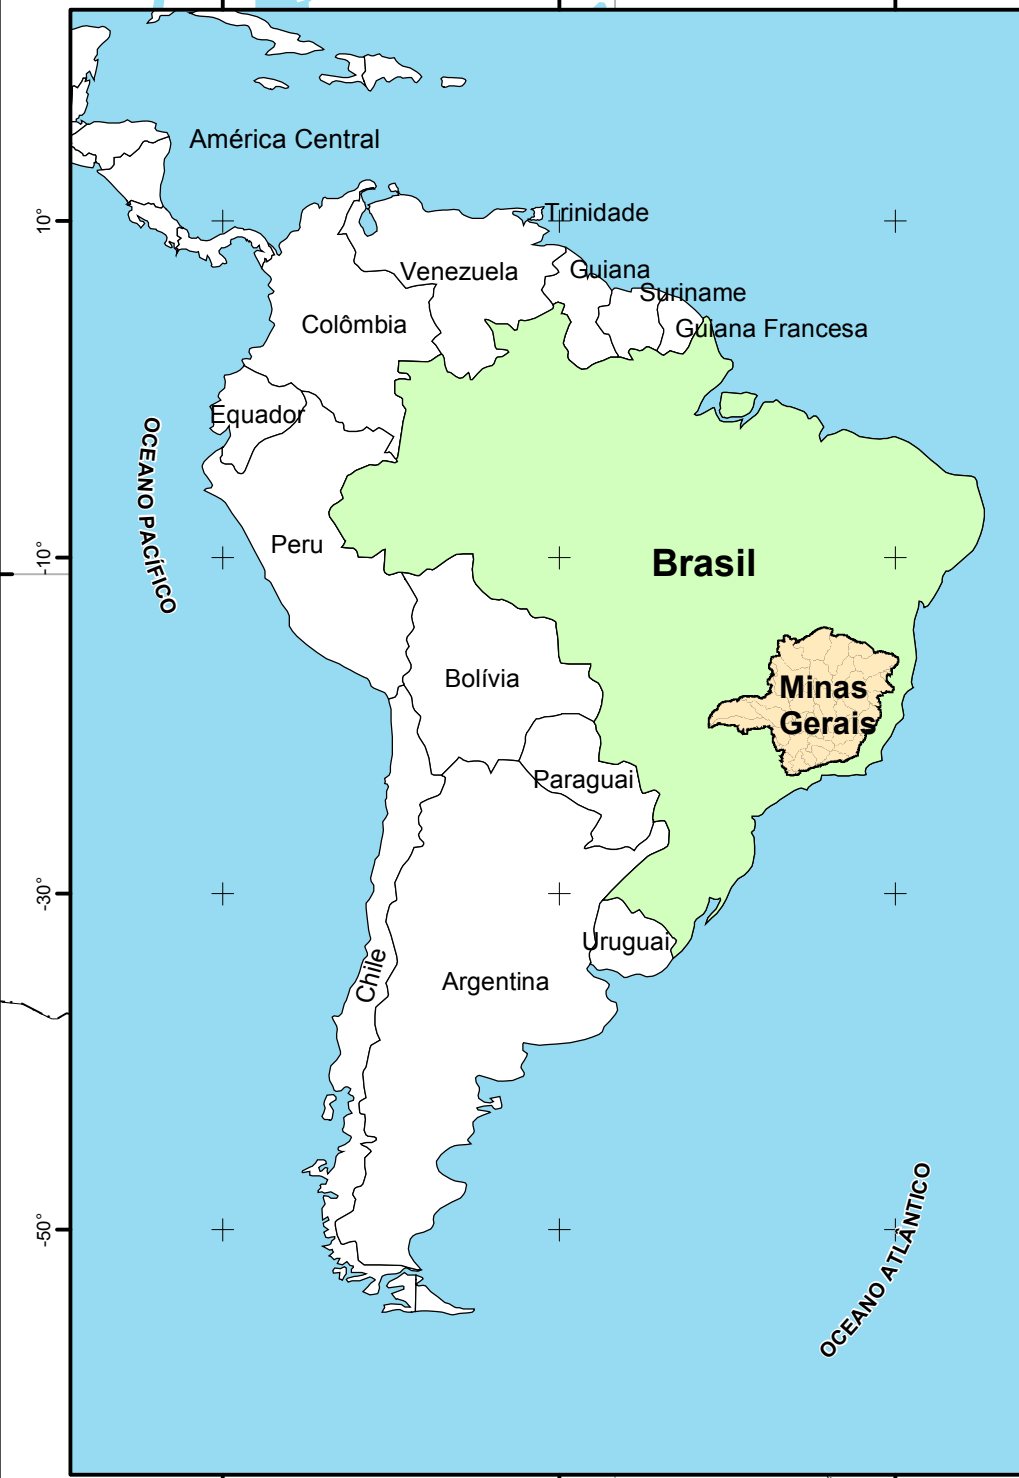 América Central
10°
Trinidade
Venezuela
Guiana
Suriname
Colômbia
Guiana Francesa
Equador
OCEANO PACÍFICO
Peru
-10°
Brasil
Bolívia
Minas
Gerais
Paraguai
-30°
Uruguai
Chile
Argentina
-50°
OCEANO ATLÂNTICO